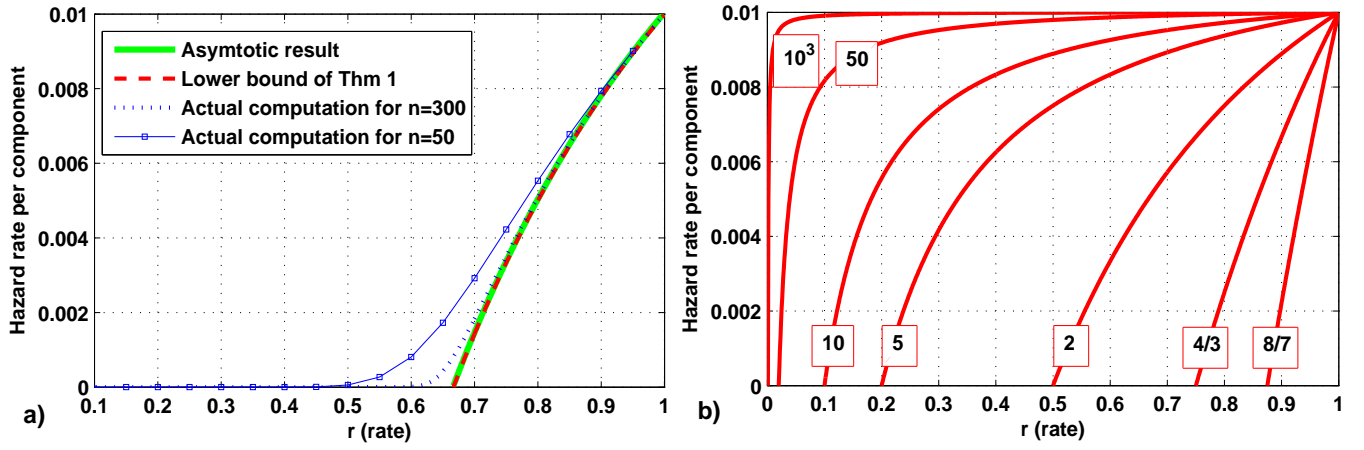 Hazard rate per component
0.01
0.008
0.006
0.004
0.002
0
Asymtotic result
Lower bound of Thm 1
Actual computation for n=300
Actual computation for n=50
0.1 0.2 0.3 0.4 0.5 0.6 0.7 0.8 0.9 1
r (rate)
a)
Hazard rate per component
0.01
0.008
0.006
0.004
0.002
0
10³
50
10
5
2
4/3
8/7
0 0.1 0.2 0.3 0.4 0.5 0.6 0.7 0.8 0.9 1
r (rate)
b)